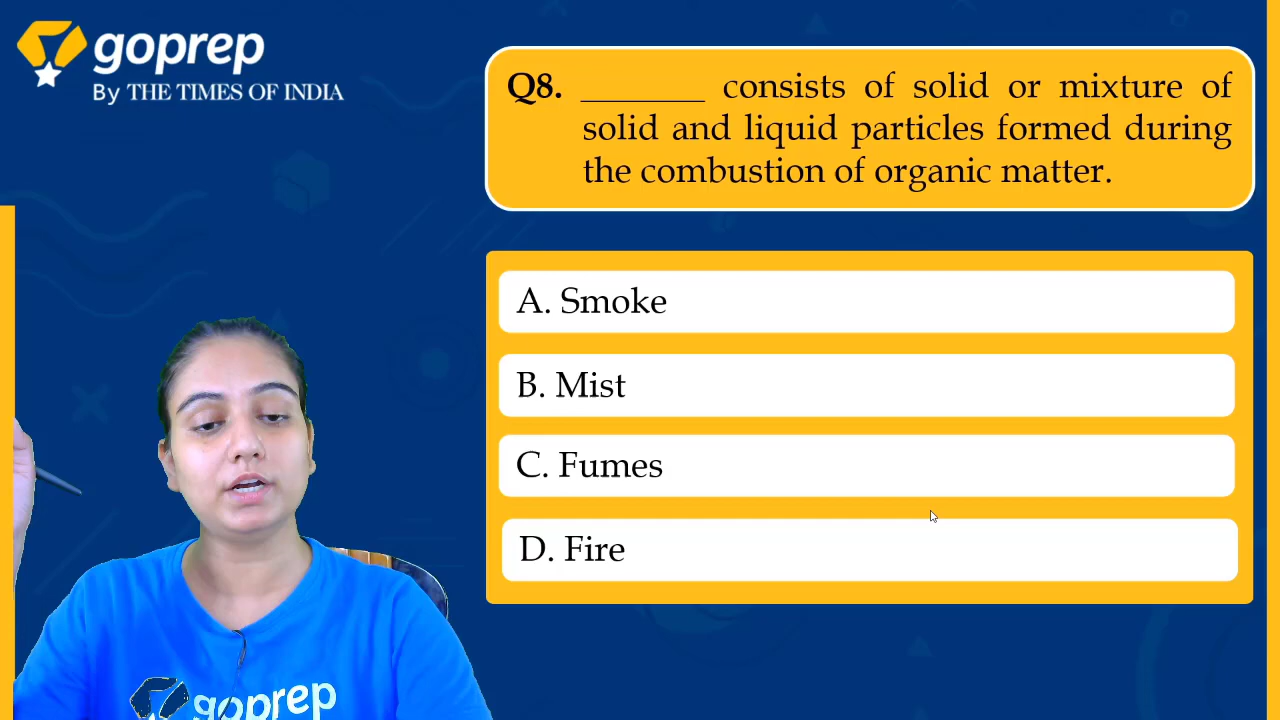 goprep
By THE TIMES OF INDIA
Q8. _______ consists of solid or mixture of
solid and liquid particles formed during
the combustion of organic matter.
A. Smoke
B. Mist
C. Fumes
D. Fire
goprep